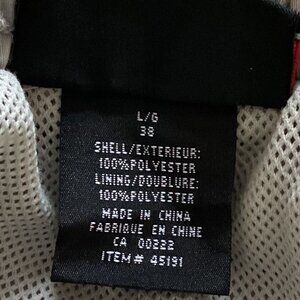 L/G
38
SHELL/EXTERIEUR:
100%POLYESTER
LINING/DOUBLURE:
100%POLYESTER
MADE IN CHINA
FABRIQUE EN CHINE
CA 00222
ITEM# 45191